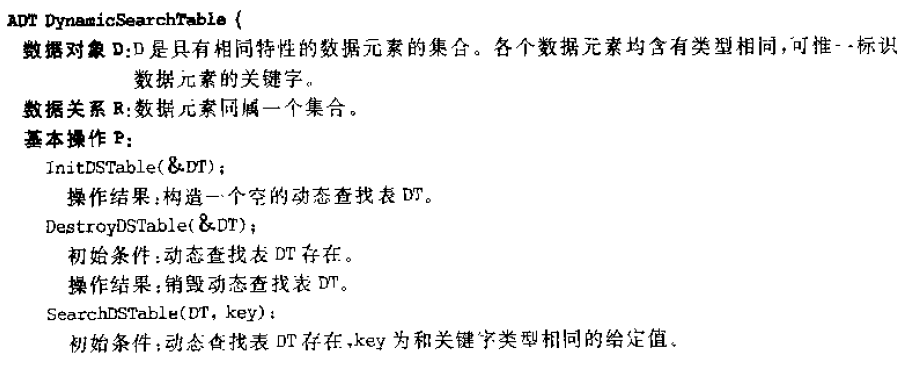 ADT DynamicSearchTable {
数据对象 D:D 是具有相同特性的数据元素的集合。各个数据元素均含有类型相同,可惟一标识
数据元素的关键字。
数据关系 R:数据元素同属一个集合。
基本操作 P:
InitDSTable(&DT);
操作结果:构造一个空的动态查找表 DT。
DestroyDSTable(&DT);
初始条件:动态查找表 DT 存在。
操作结果:销毁动态查找表 DT。
SearchDSTable(DT, key);
初始条件:动态查找表 DT 存在,key 为和关键字类型相同的给定值。